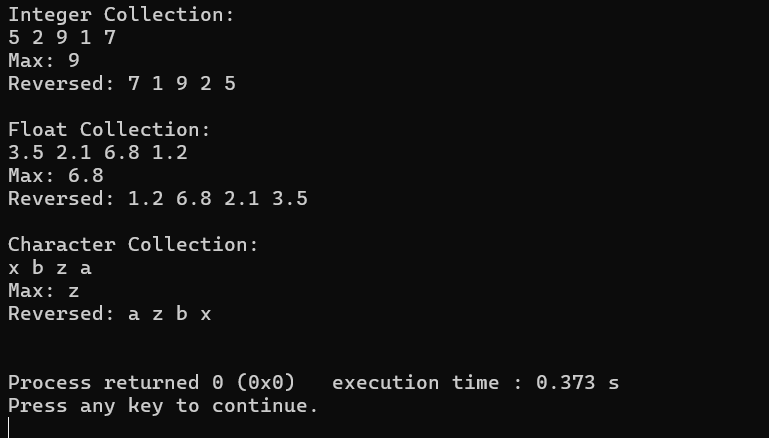 Integer Collection:
5 2 9 1 7
Max: 9
Reversed: 7 1 9 2 5
Float Collection:
3.5 2.1 6.8 1.2
Max: 6.8
Reversed: 1.2 6.8 2.1 3.5
Character Collection:
x b z a
Max: z
Reversed: a z b x
Process returned 0 (0x0)   execution time : 0.373 s
Press any key to continue.